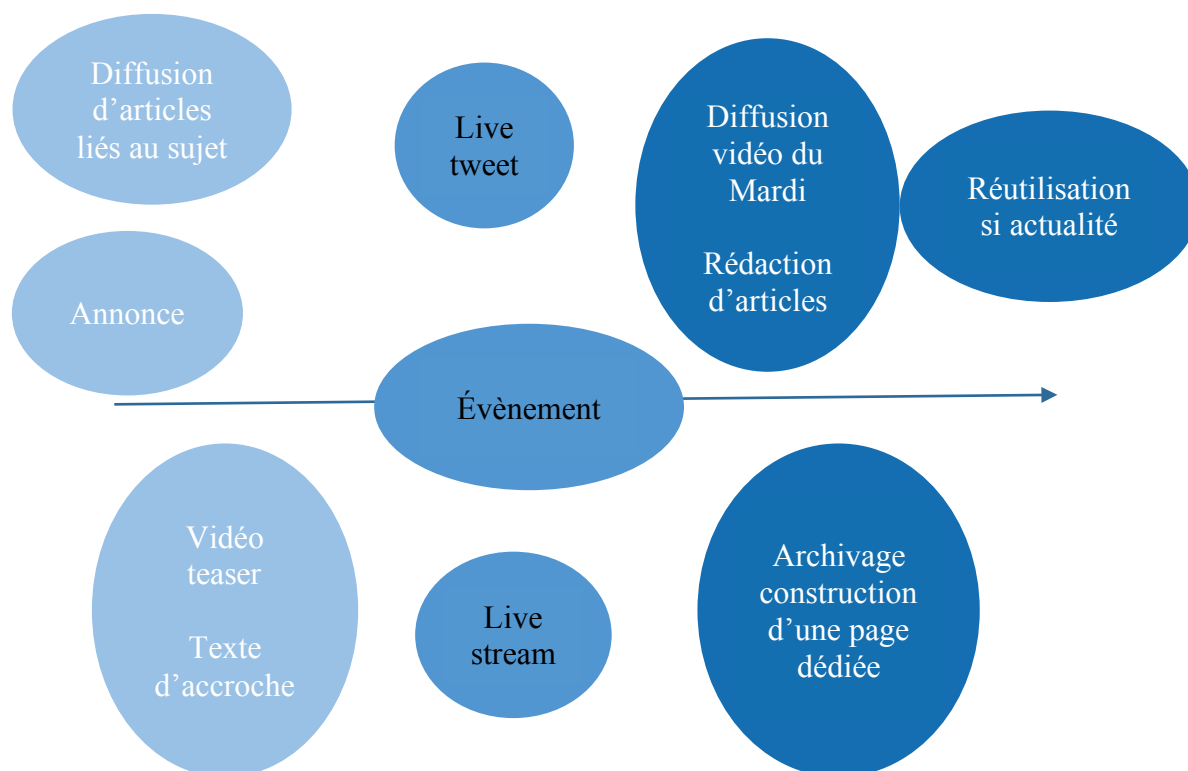 Diffusion
d’articles
liés au sujet
Annonce
Vidéo
teaser
Texte
d’accroche
Live
tweet
Évènement
Live
stream
Diffusion
vidéo du
Mardi
Rédaction
d’articles
Réutilisation
si actualité
Archivage
construction
d’une page
dédiée